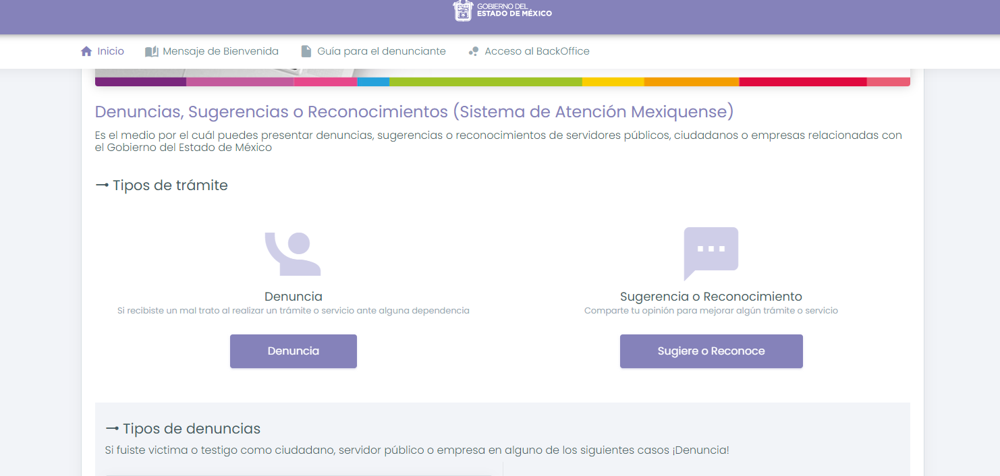 GOBIERNO DEL
ESTADO DE MÉXICO
Inicio
Mensaje de Bienvenida
Guía para el denunciante
Acceso al BackOffice
Denuncias, Sugerencias o Reconocimientos (Sistema de Atención Mexiquense)
Es el medio por el cuál puedes presentar denuncias, sugerencias o reconocimientos de servidores públicos, ciudadanos o empresas relacionadas con
el Gobierno del Estado de México
Tipos de trámite
Denuncia
Si recibiste un mal trato al realizar un trámite o servicio ante alguna dependencia
Denuncia
Sugerencia o Reconocimiento
Comparte tu opinión para mejorar algún trámite o servicio
Sugiere o Reconoce
Tipos de denuncias
Si fuiste victima o testigo como ciudadano, servidor público o empresa en alguno de los siguientes casos ¡Denuncia!